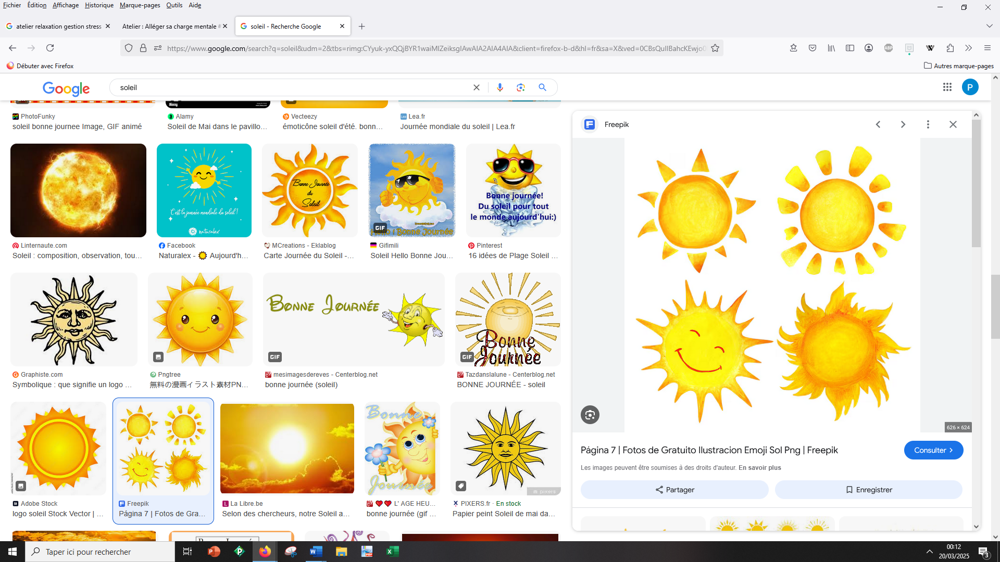 Fichier Édition Affichage Historique Marque-pages Outils Aide
atelier relaxation gestion stress
Atelier : Alléger sa charge mentale
soleil - Recherche Google
https://www.google.com/search?q=soleil&udm=2&tbs=rimg:CYyuk-yxQQjBYR1waiMIZeiksgIAwAIA2AIA4AIA&client=firefox-b-d&hl=fr&sa=X&ved=0CBsQuIIBahcKEwjo
ABP
W
Débuter avec Firefox
Autres marque-pages
Google
soleil
P
PhotoFunky
soleil bonne journee Image, GIF animé
alamy
Alamy
Soleil de Mai dans le pavillo...
Vecteezy
émoticône soleil d'été. bonn...
Lea.fr
Journée mondiale du soleil | Lea.fr
Linternaute.com
Soleil : composition, observation, tou...
C'est la journée mondiale du soleil !
naturalex
Facebook
Naturalex - Aujourd'h...
Bonne Journée
du
Soleil
MCreations - Eklablog
Carte Journée du Soleil -...
GIF
Hello ! Bonne Journée
Gifimili
Soleil Hello Bonne Jou...
Bonne journée!
Du soleil pour tout
le monde aujourd'hui:)
Pinterest
16 idées de Plage Soleil ...
Graphiste.com
Symbolique : que signifie un logo ...
Pngtree
無料の漫画イラスト素材PN...
Bonne Journée
GIF
mesimagesdereves - Centerblog.net
bonne journée (soleil)
Bonne
Journée
GIF
Tazdanslalune - Centerblog.net
BONNE JOURNÉE - soleil
Adobe Stock
logo soleil Stock Vector | ...
Freepik
Página 7 | Fotos de Gra...
La Libre.be
Selon des chercheurs, notre Soleil a...
Bonne
Journée
L' AGE HEU...
bonne journée (gif ...
pixers
PIXERS.fr · En stock
Papier peint Soleil de mai da...
Freepik
626 × 624
Página 7 | Fotos de Gratuito Ilustracion Emoji Sol Png | Freepik
Consulter
Les images peuvent être soumises à des droits d'auteur. En savoir plus
Partager
Enregistrer
Taper ici pour rechercher
00:12
20/03/2025
3